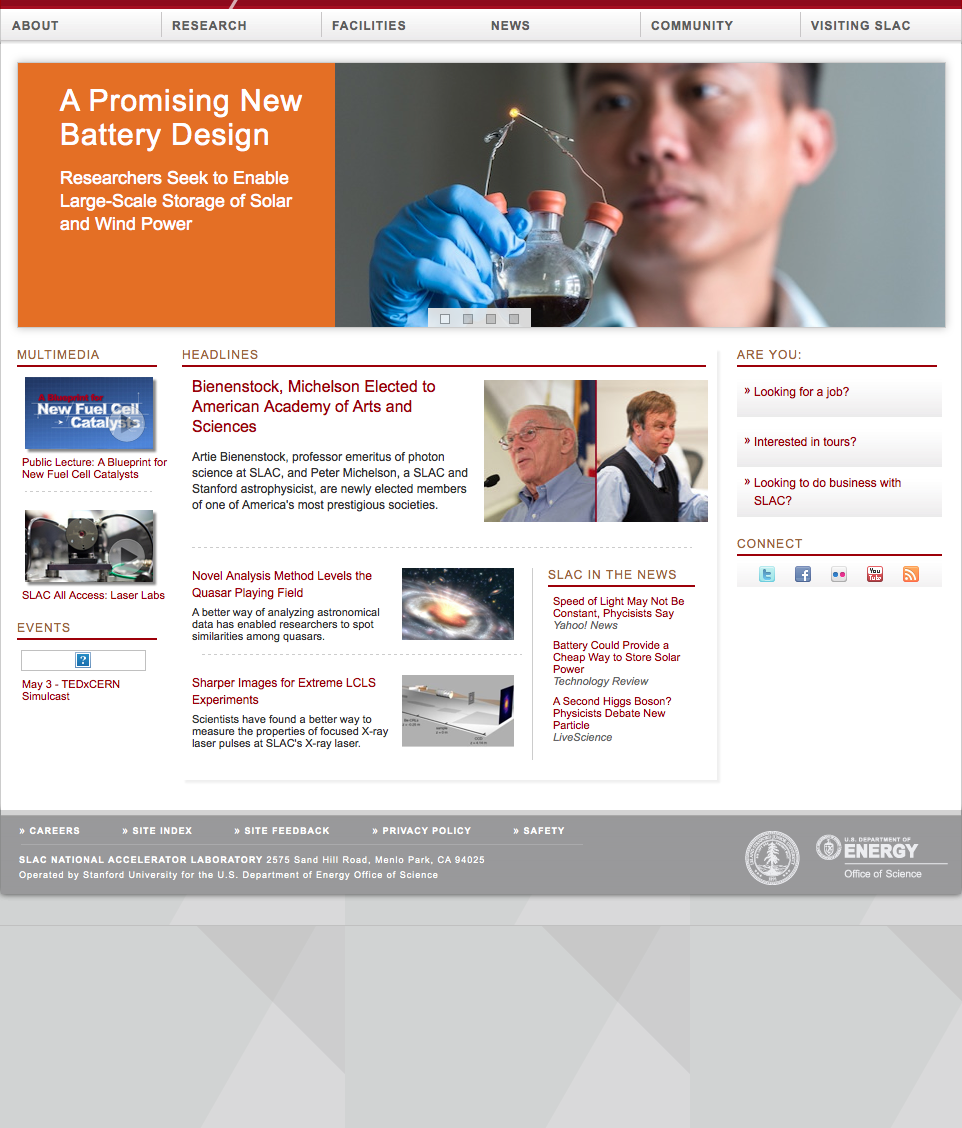 ABOUT
RESEARCH
FACILITIES
NEWS
COMMUNITY
VISITING SLAC
A Promising New
Battery Design
Researchers Seek to Enable
Large-Scale Storage of Solar
and Wind Power
MULTIMEDIA
A Blueprint for
New Fuel Cell
Catalysts
Public Lecture: A Blueprint for
New Fuel Cell Catalysts
SLAC All Access: Laser Labs
EVENTS
?
May 3 - TEDxCERN
Simulcast
HEADLINES
Bienenstock, Michelson Elected to
American Academy of Arts and
Sciences
Artie Bienenstock, professor emeritus of photon
science at SLAC, and Peter Michelson, a SLAC and
Stanford astrophysicist, are newly elected members
of one of America's most prestigious societies.
Novel Analysis Method Levels the
Quasar Playing Field
A better way of analyzing astronomical
data has enabled researchers to spot
similarities among quasars.
Sharper Images for Extreme LCLS
Experiments
Scientists have found a better way to
measure the properties of focused X-ray
laser pulses at SLAC's X-ray laser.
SLAC IN THE NEWS
Speed of Light May Not Be
Constant, Phycisists Say
Yahoo! News
Battery Could Provide a
Cheap Way to Store Solar
Power
Technology Review
A Second Higgs Boson?
Physicists Debate New
Particle
LiveScience
ARE YOU:
» Looking for a job?
» Interested in tours?
» Looking to do business with
SLAC?
CONNECT
You
Tube
» CAREERS
» SITE INDEX
» SITE FEEDBACK
» PRIVACY POLICY
» SAFETY
SLAC NATIONAL ACCELERATOR LABORATORY 2575 Sand Hill Road, Menlo Park, CA 94025
Operated by Stanford University for the U.S. Department of Energy Office of Science
U.S. DEPARTMENT OF
ENERGY
Office of Science